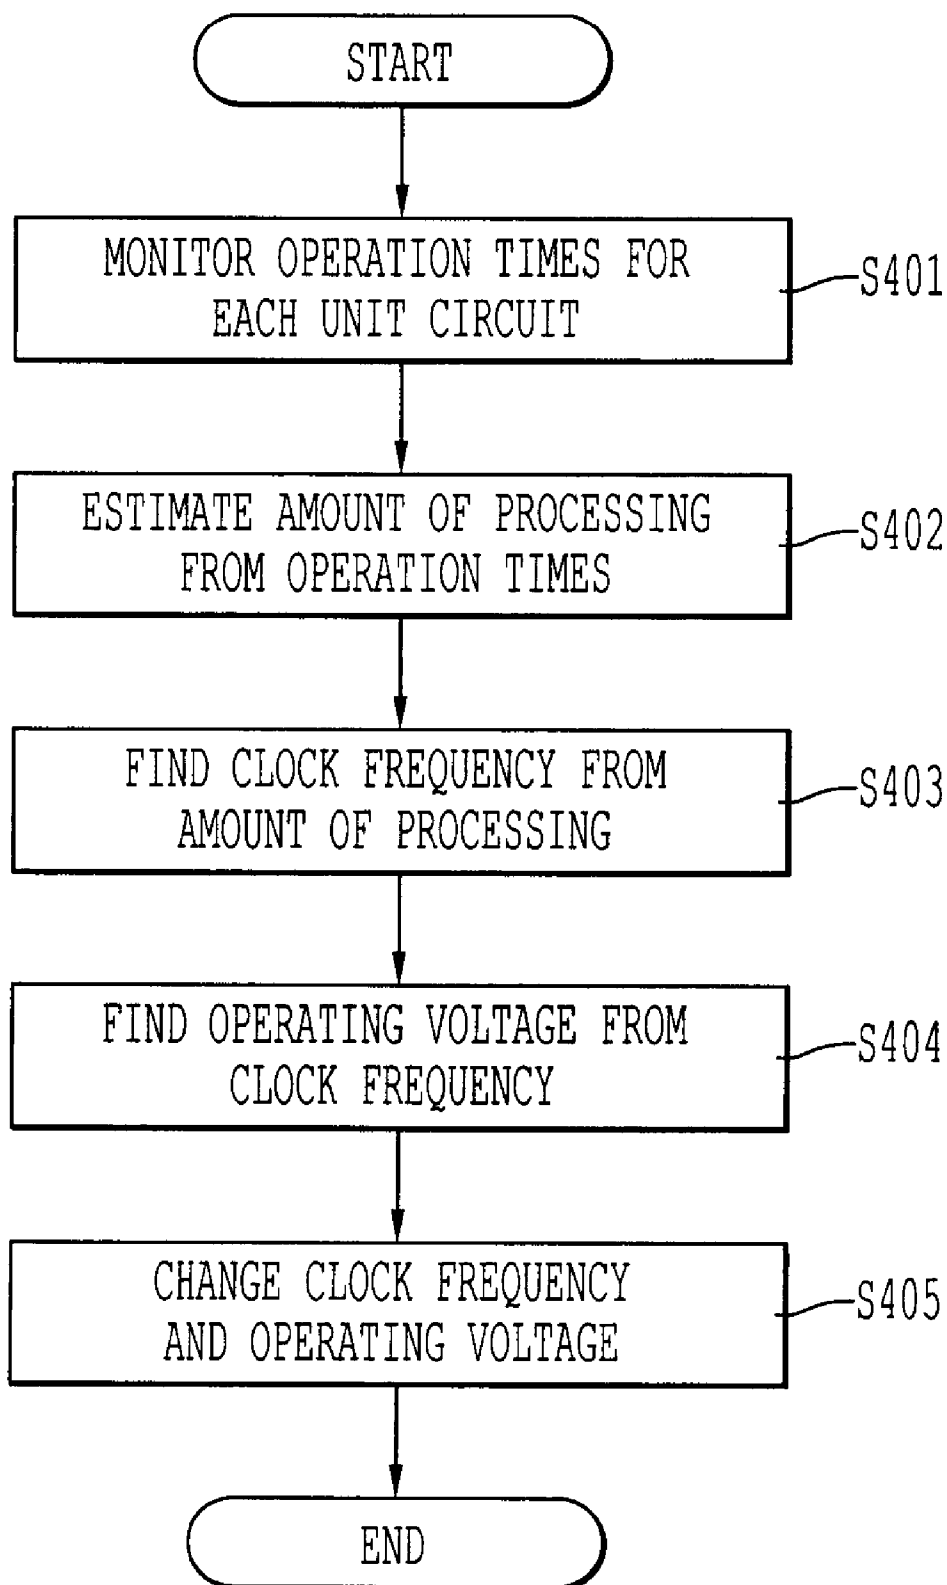 START
MONITOR OPERATION TIMES FOR
EACH UNIT CIRCUIT
S401
ESTIMATE AMOUNT OF PROCESSING
FROM OPERATION TIMES
S402
FIND CLOCK FREQUENCY FROM
AMOUNT OF PROCESSING
S403
FIND OPERATING VOLTAGE FROM
CLOCK FREQUENCY
S404
CHANGE CLOCK FREQUENCY
AND OPERATING VOLTAGE
S405
END